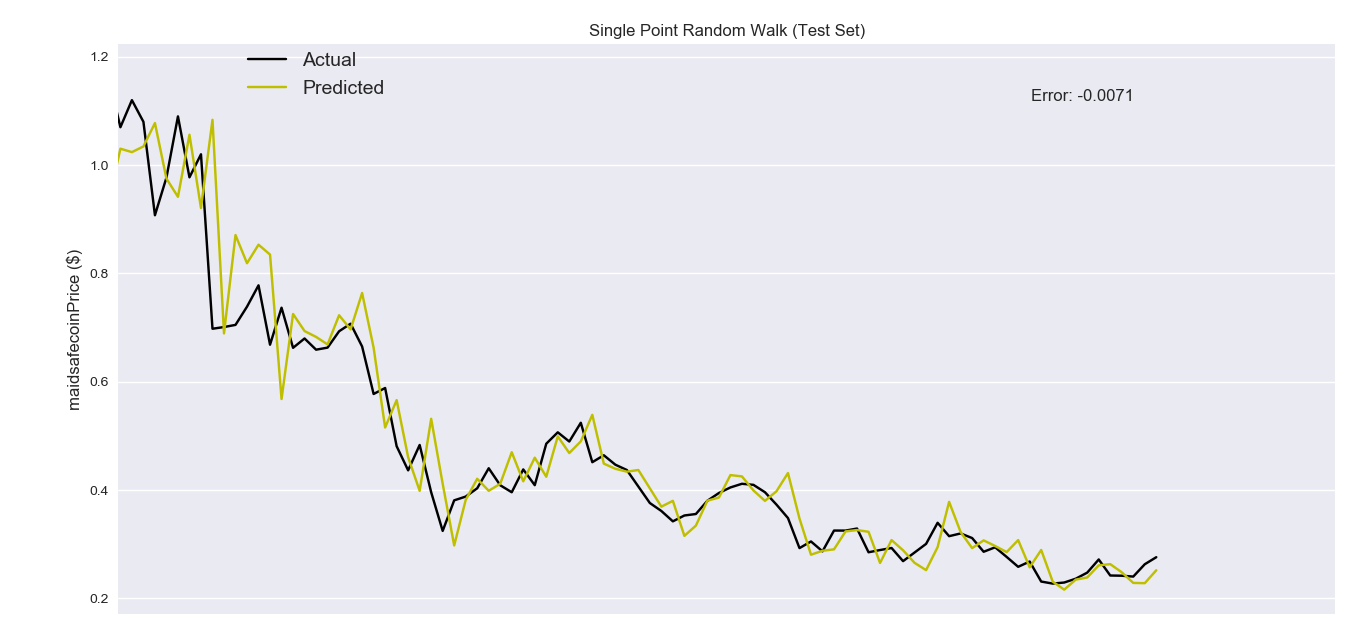 Single Point Random Walk (Test Set)
Actual
Predicted
Error: -0.0071
maidsafecoinPrice ($)
1.2
1.0
0.8
0.6
0.4
0.2